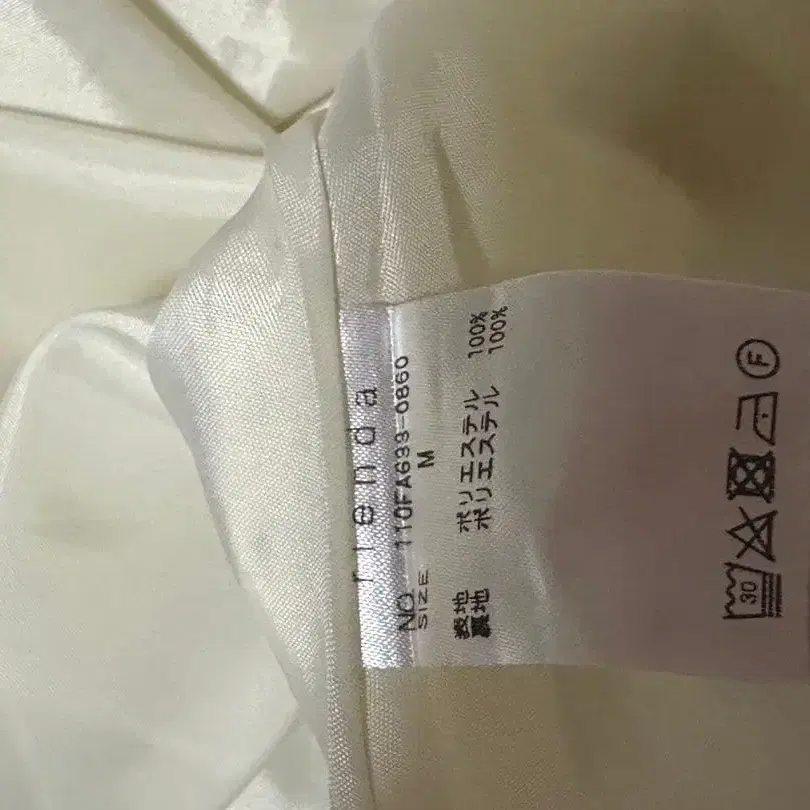 rienda
NO. 110FA633-0860
SIZE M
表地 ポリエステル 100%
裏地 ポリエステル 100%
30
F